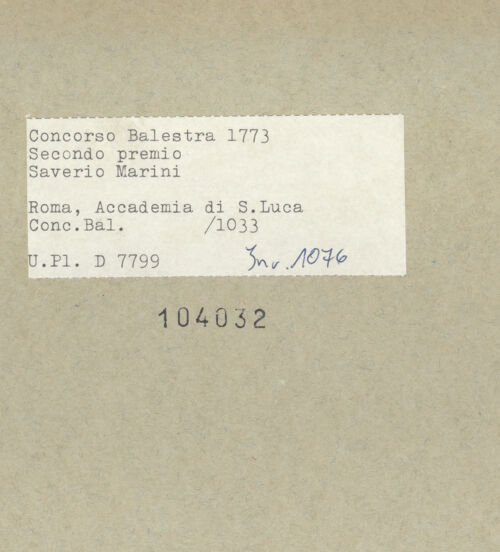 Concorso Balestra 1773
Secondo premio
Saverio Marini
Roma, Accademia di S.Luca
Conc.Bal. /1033
U.Pl. D 7799 Inv. 1076
104032